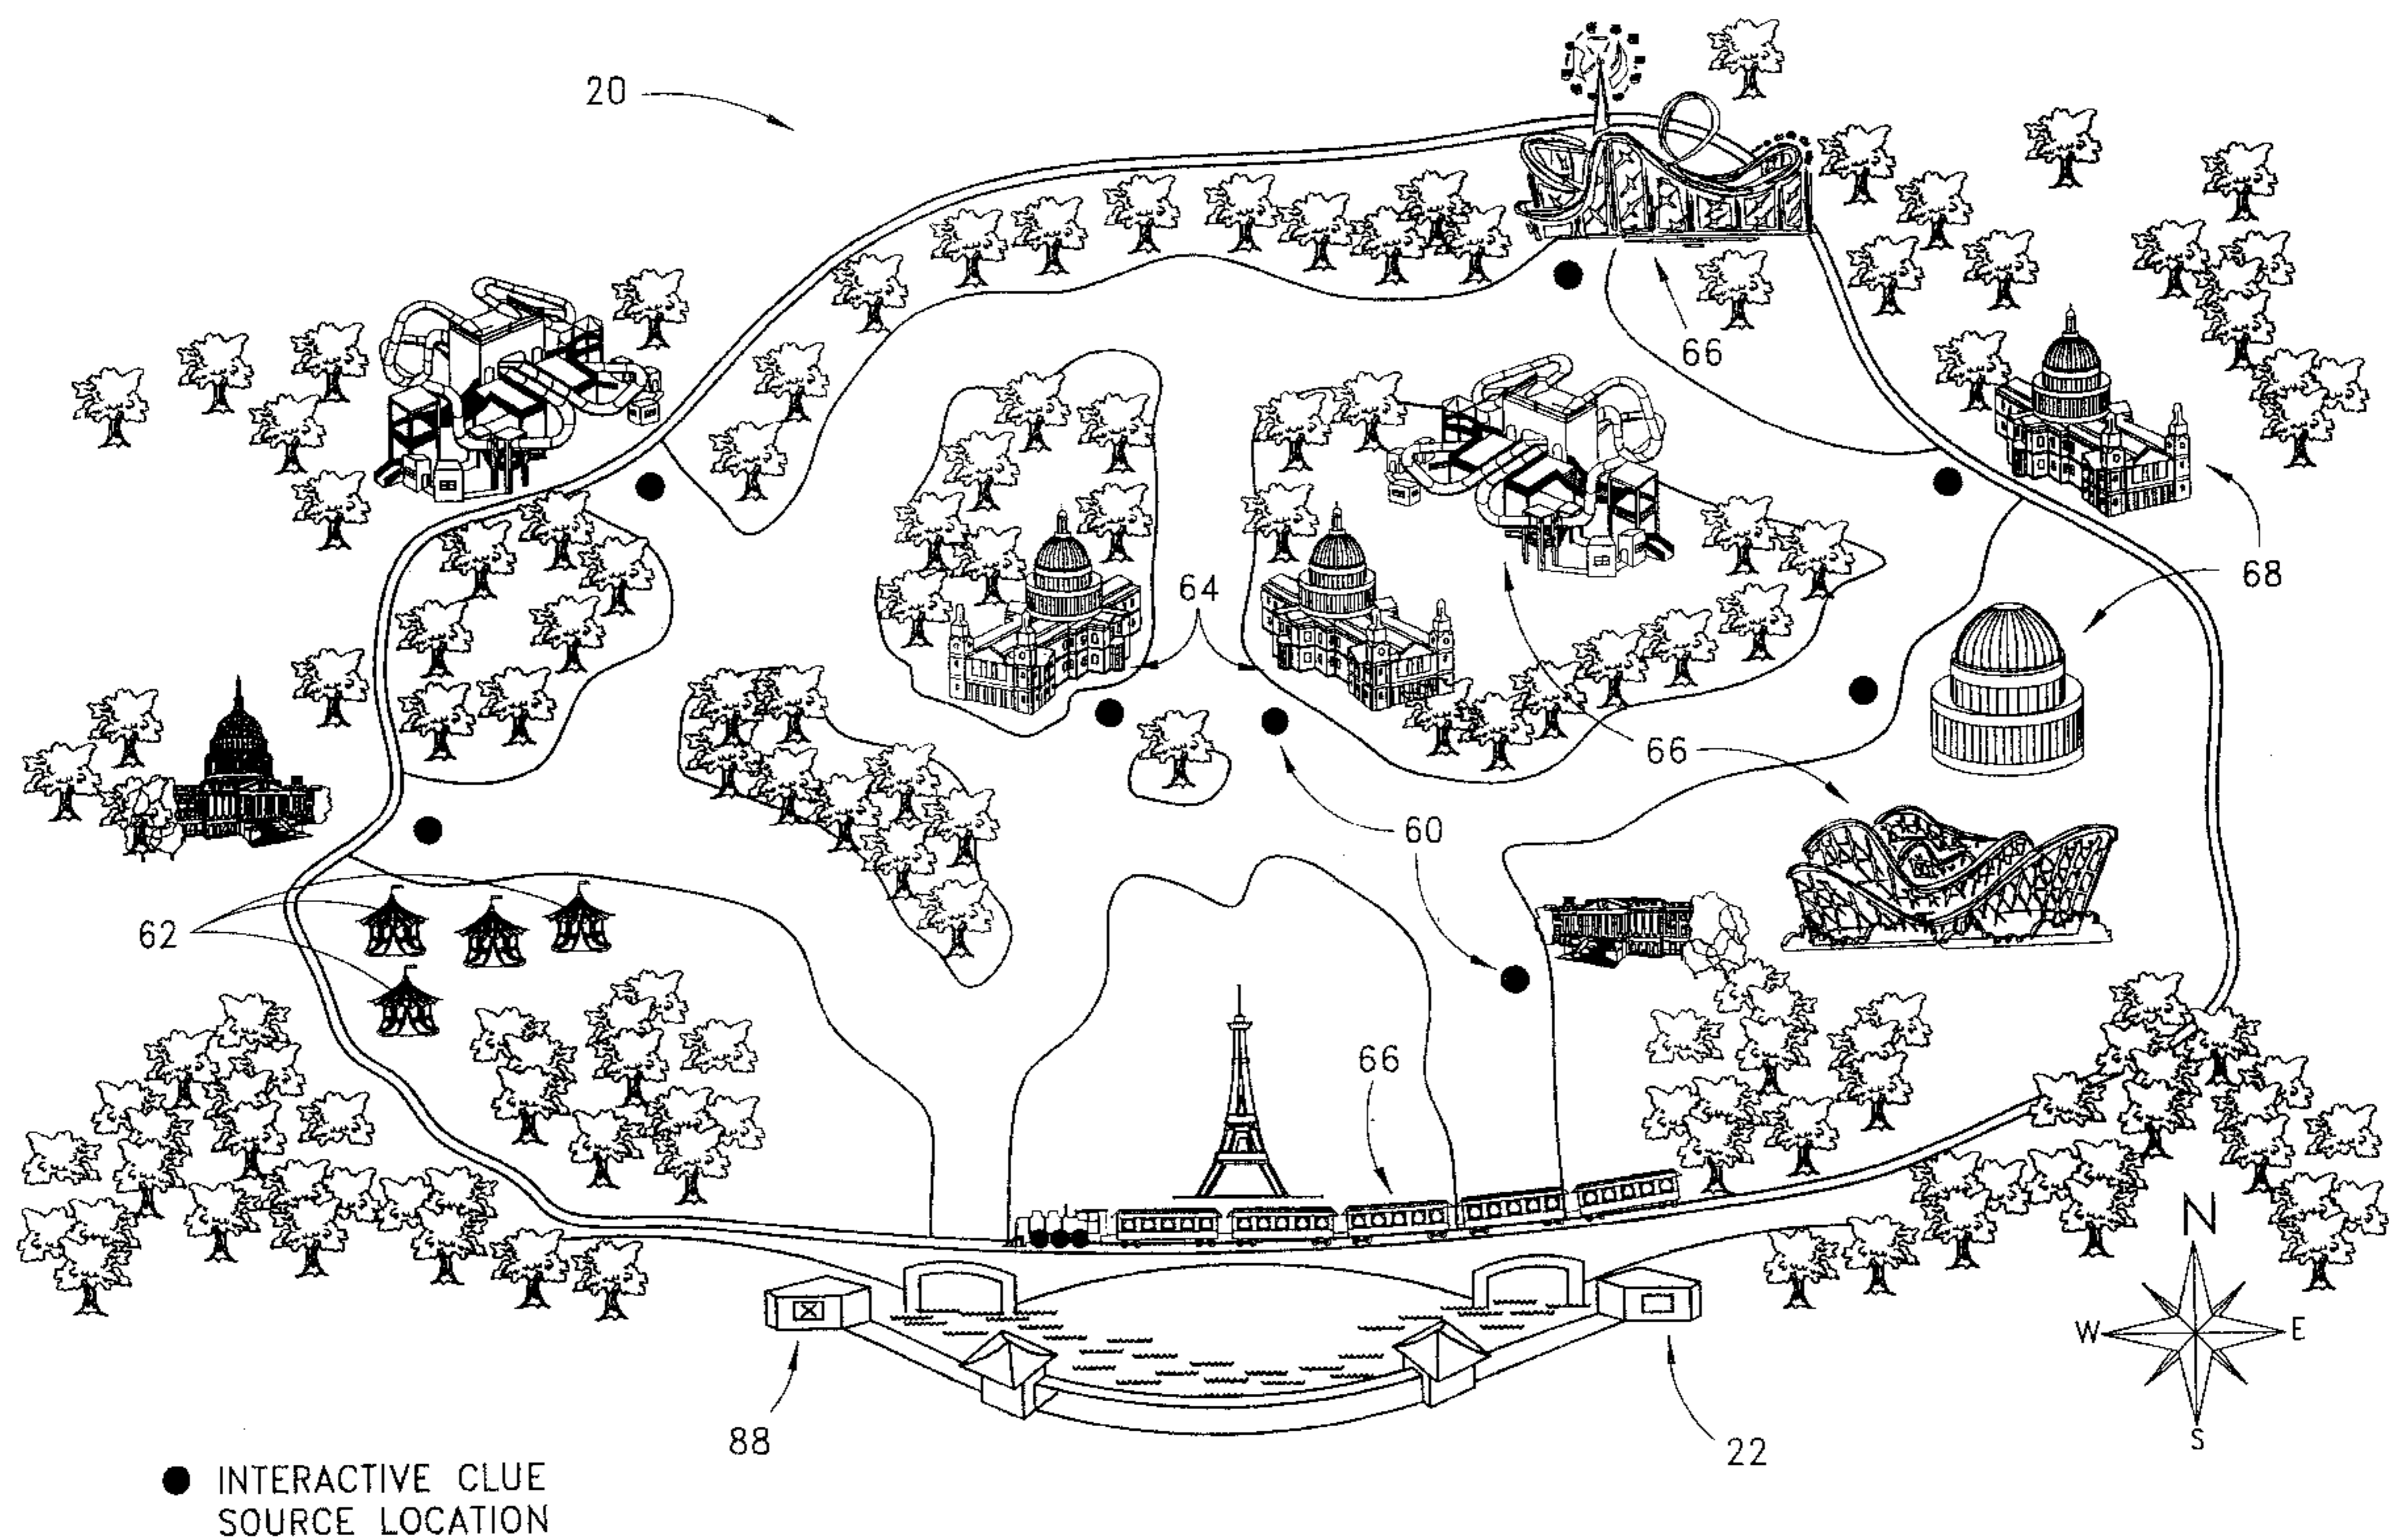 20
66
68
64
66
60
62
66
N
W
E
S
88
22
INTERACTIVE CLUE
SOURCE LOCATION